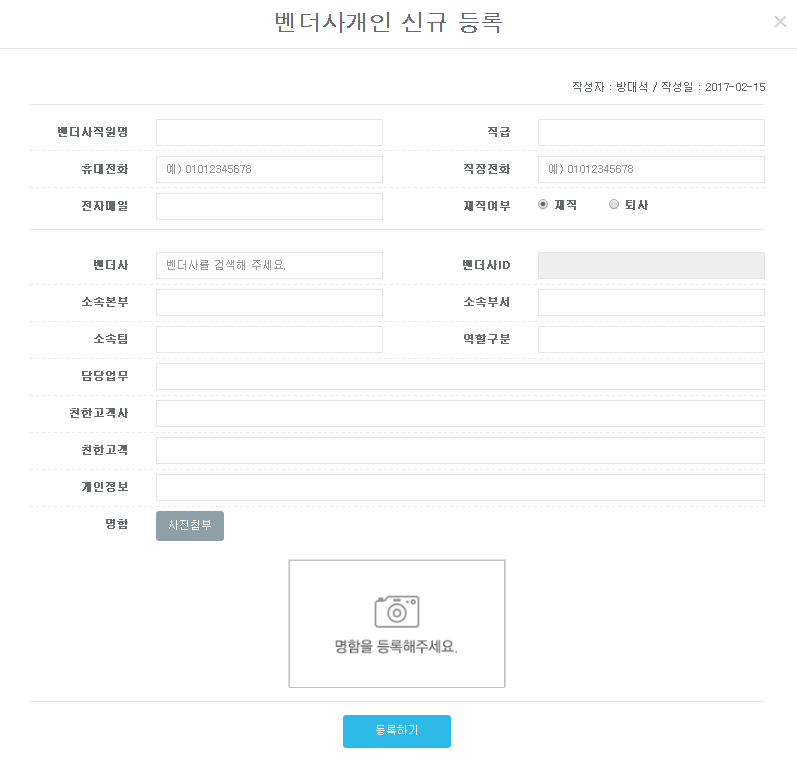 벤더사개인 신규 등록
작성자 : 방대석 / 작성일 : 2017-02-15
벤더사직원명 직급
휴대전화 예) 01012345678 직장전화 예) 01012345678
전자메일 재직여부 재직 퇴사
벤더사 벤더사를 검색해 주세요. 벤더사ID
소속본부 소속부서
소속팀 역할구분
담당업무
친한고객사
친한고객
개인정보
명함 사진첨부
명함을 등록해주세요.
등록하기